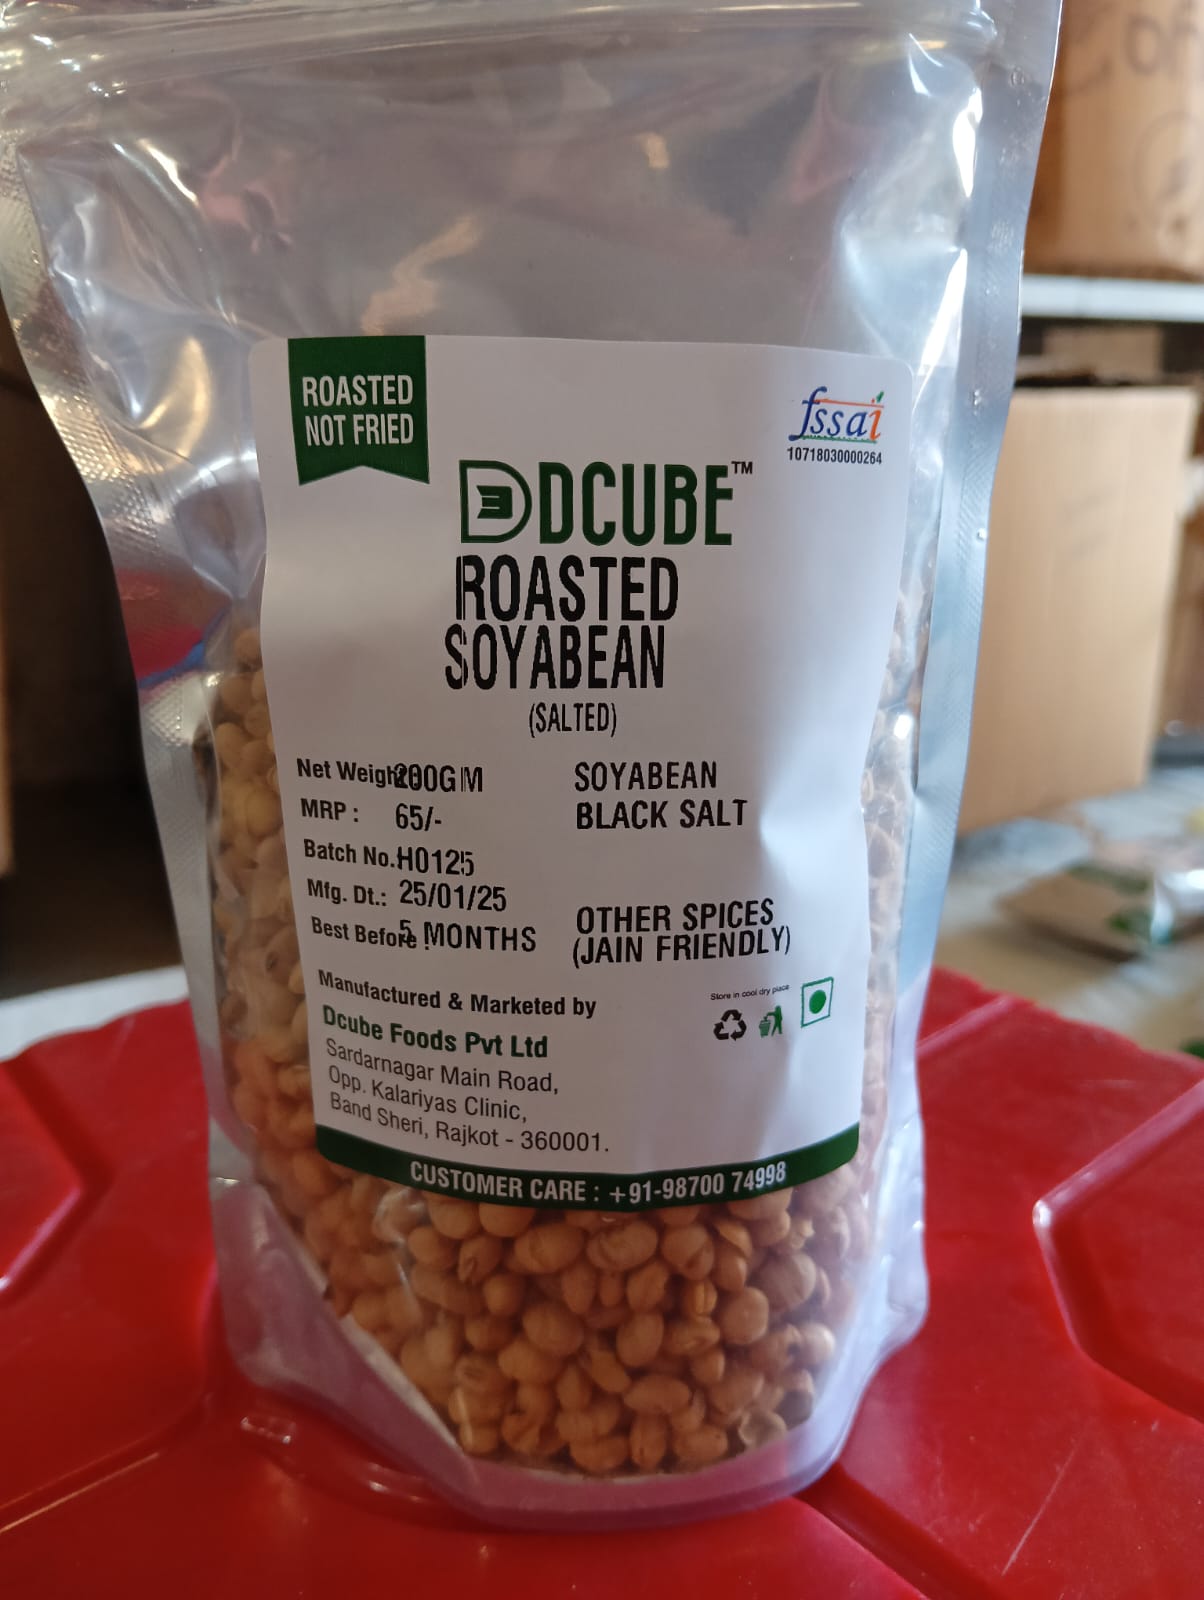 ROASTED
NOT FRIED
fssai
10718030000264
DCUBE™
ROASTED
SOYABEAN
(SALTED)
Net Weight 200GM
MRP : 65/-
Batch No. H0125
Mfg. Dt.: 25/01/25
Best Before 5 MONTHS
SOYABEAN
BLACK SALT
OTHER SPICES
(JAIN FRIENDLY)
Store in cool dry place
Manufactured & Marketed by
Dcube Foods Pvt Ltd
Sardarnagar Main Road,
Opp. Kalariyas Clinic,
Band Sheri, Rajkot - 360001.
CUSTOMER CARE : +91-98700 74998